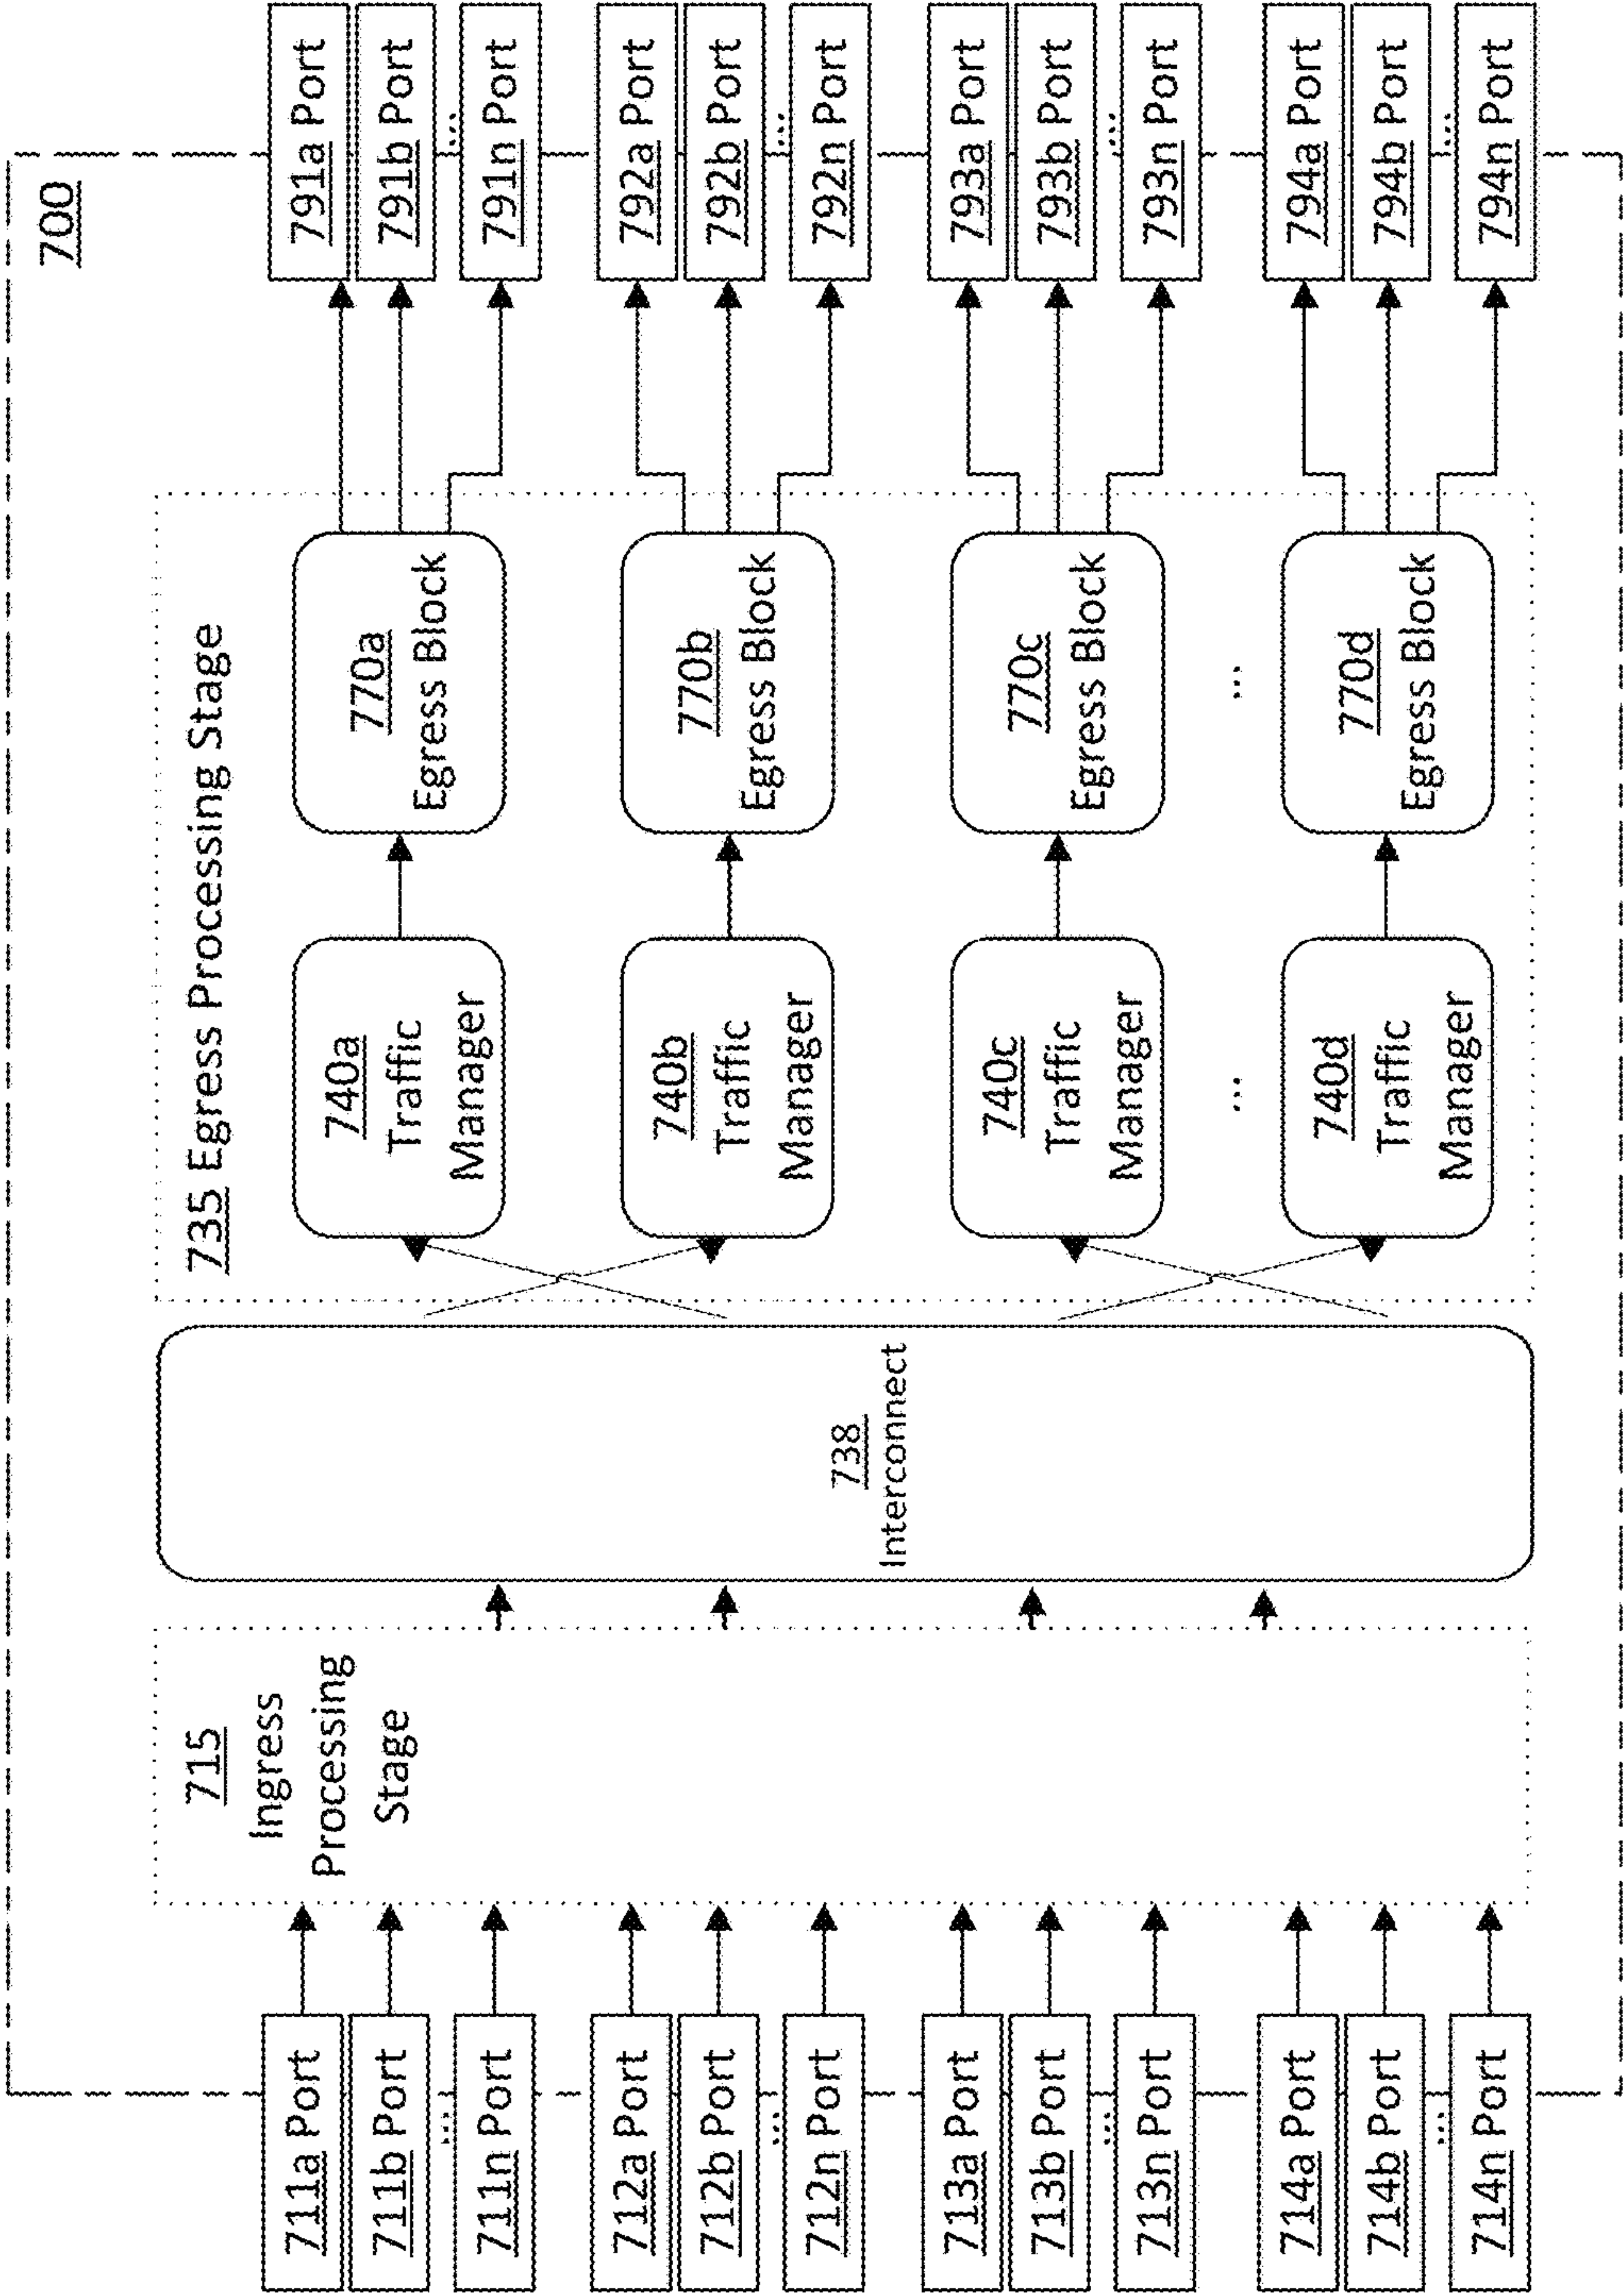 700
711a Port
711b Port
...
711n Port
712a Port
712b Port
...
712n Port
713a Port
713b Port
...
713n Port
714a Port
714b Port
...
714n Port
715
Ingress
Processing
Stage
738
Interconnect
735 Egress Processing Stage
740a
Traffic
Manager
740b
Traffic
Manager
740c
Traffic
Manager
...
740d
Traffic
Manager
770a
Egress Block
770b
Egress Block
770c
Egress Block
...
770d
Egress Block
791a Port
791b Port
...
791n Port
792a Port
792b Port
...
792n Port
793a Port
793b Port
...
793n Port
794a Port
794b Port
...
794n Port